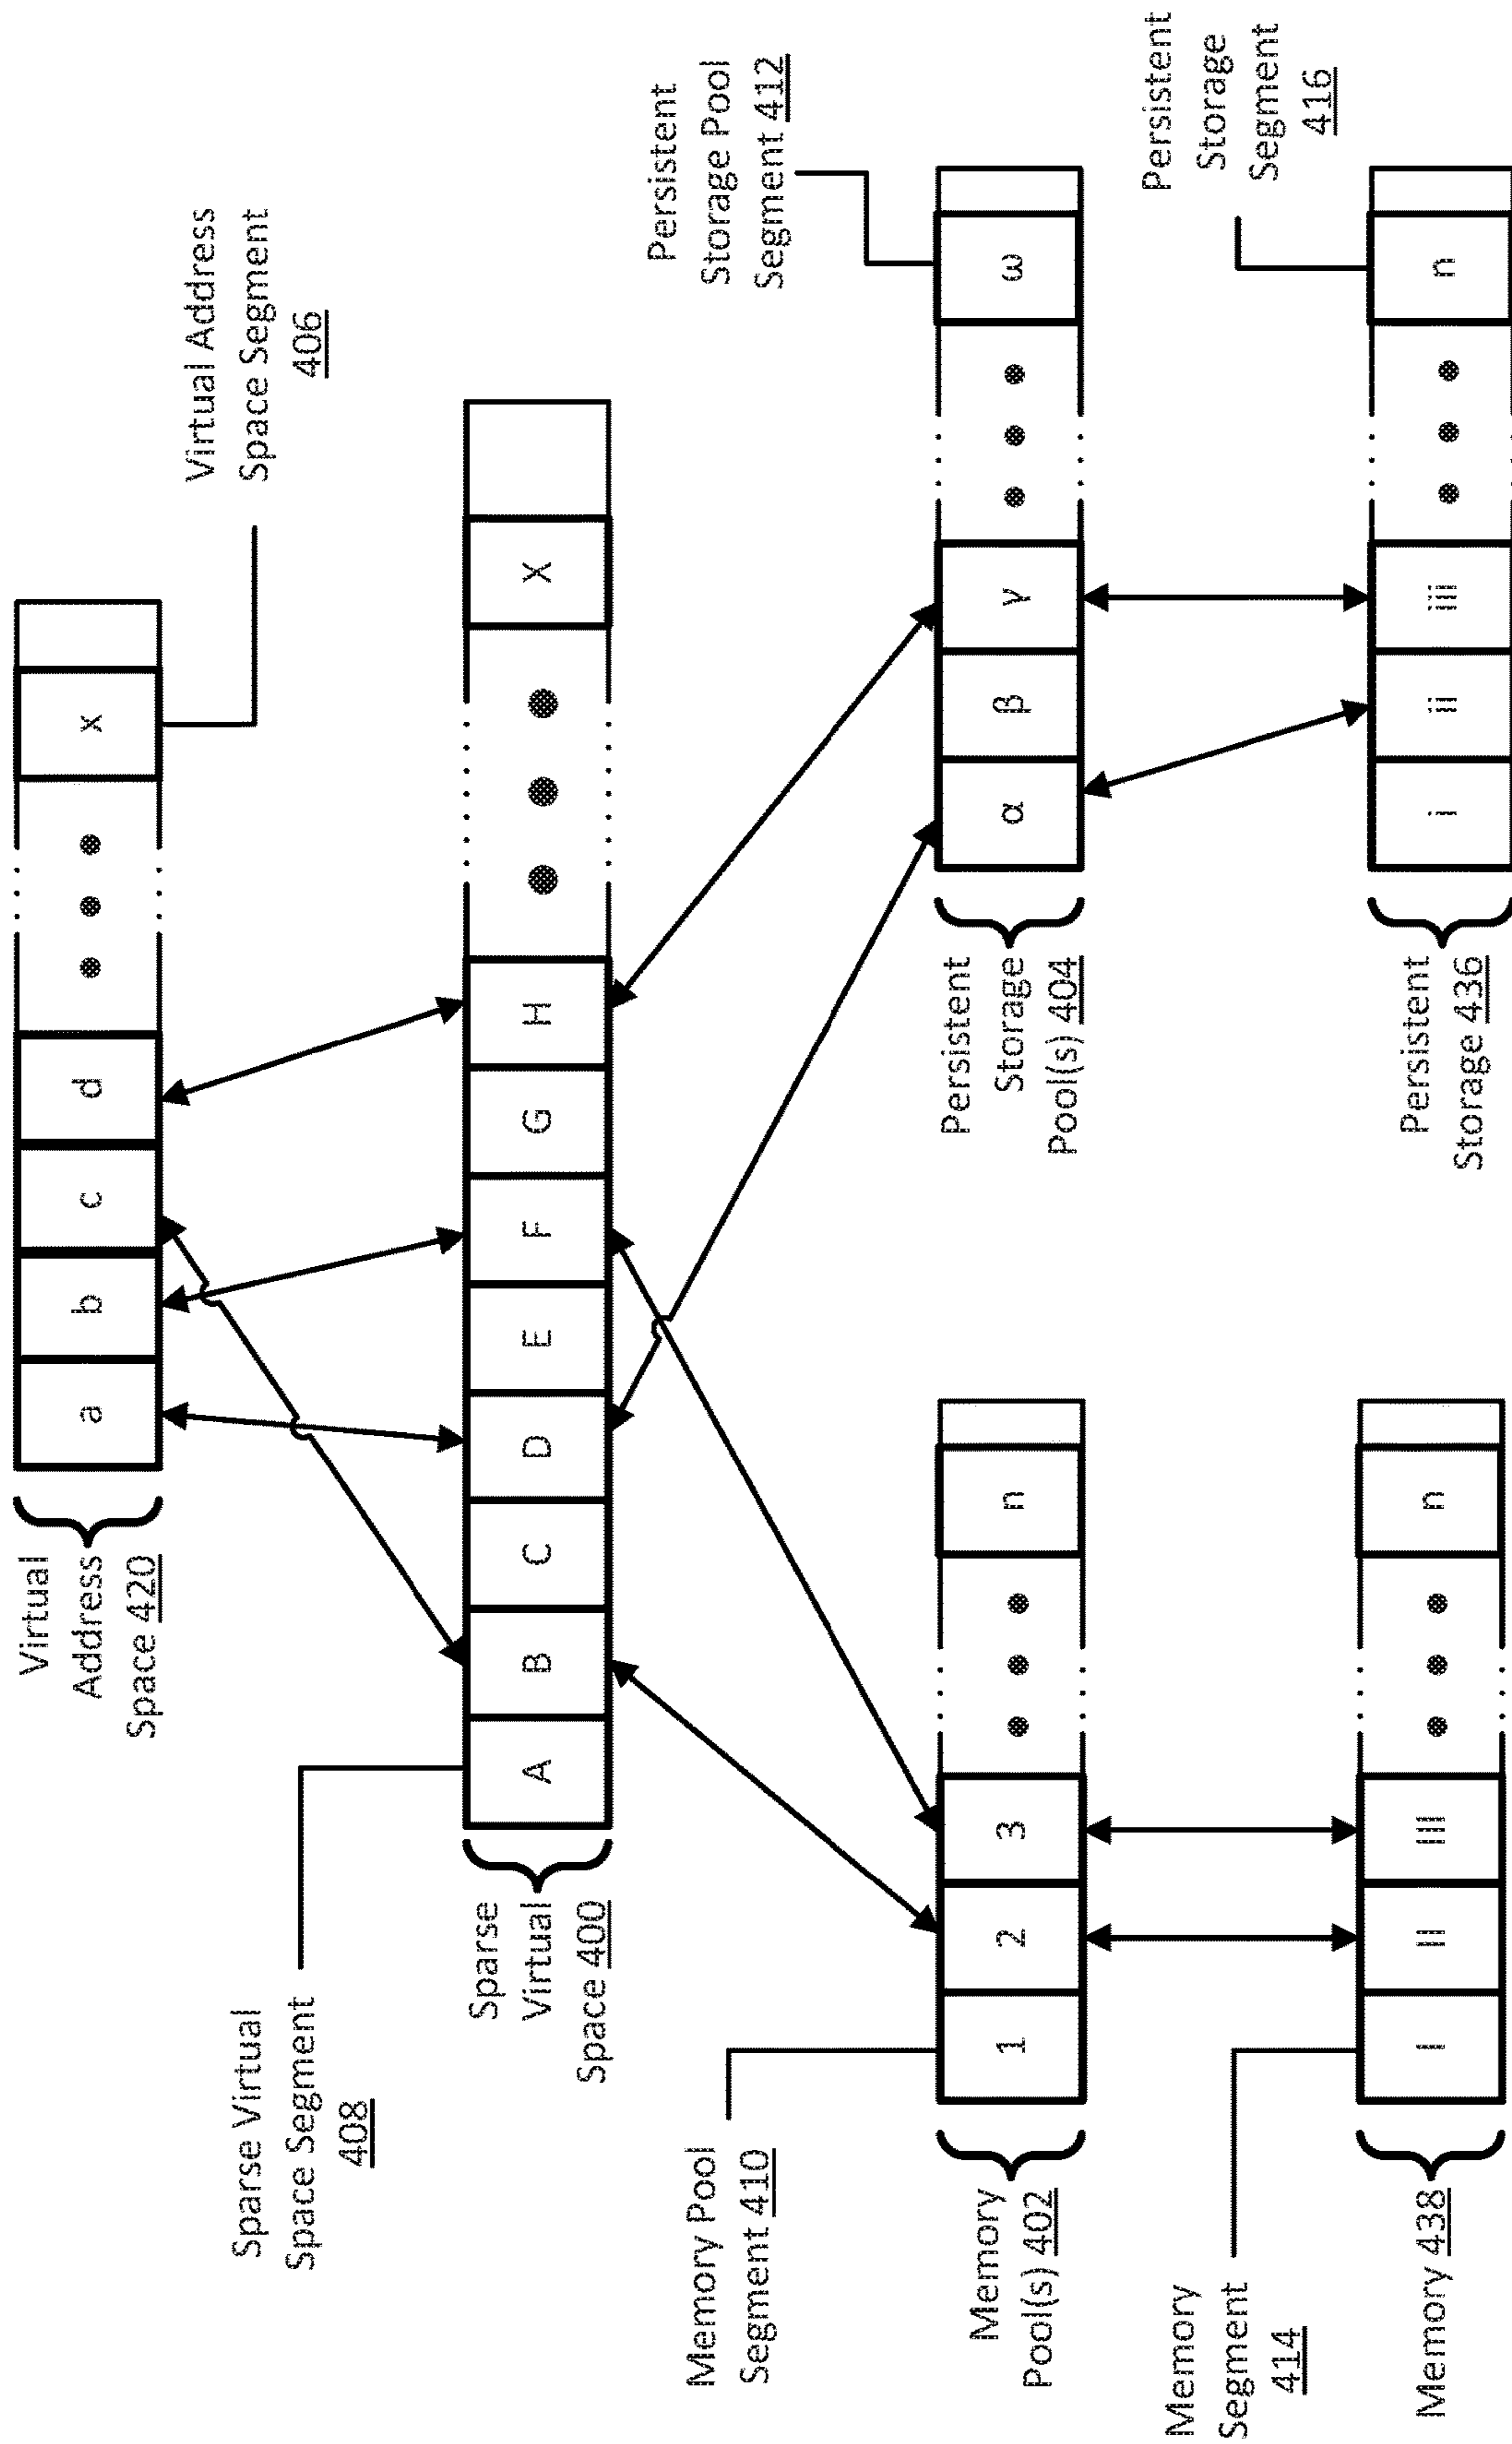 Virtual
Address
Space 420
a
b
c
d
x
Virtual Address
Space Segment
406
Sparse Virtual
Space Segment
408
Sparse
Virtual
Space 400
A
B
C
D
E
F
G
H
X
Memory Pool
Segment 410
Memory
Pool(s) 402
1
2
3
n
Persistent
Storage Pool
Segment 412
Persistent
Storage
Pool(s) 404
α
β
γ
ω
Memory
Segment
414
Memory 438
I
II
III
n
Persistent
Storage
Segment
416
Persistent
Storage 436
i
ii
iii
n